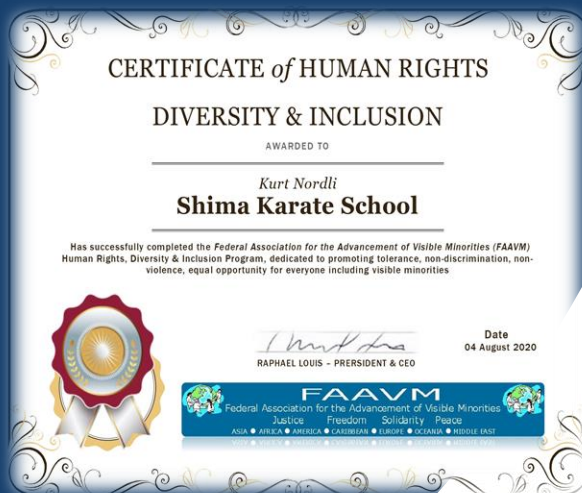 CERTIFICATE of HUMAN RIGHTS
DIVERSITY & INCLUSION
AWARDED TO
Kurt Nordli
Shima Karate School
Has successfully completed the Federal Association for the Advancement of Visible Minorities (FAAVM)
Human Rights, Diversity & Inclusion Program, dedicated to promoting tolerance, non-discrimination, non-
violence, equal opportunity for everyone including visible minorities
RAPHAEL LOUIS – PRERSIDENT & CEO
Date
04 August 2020
FAAVM
Federal Association for the Advancement of Visible Minorities
Justice Freedom Solidarity Peace
ASIA ● AFRICA ● AMERICA ● CARIBBEAN ● EUROPE ● OCEANIA ● MIDDLE EAST